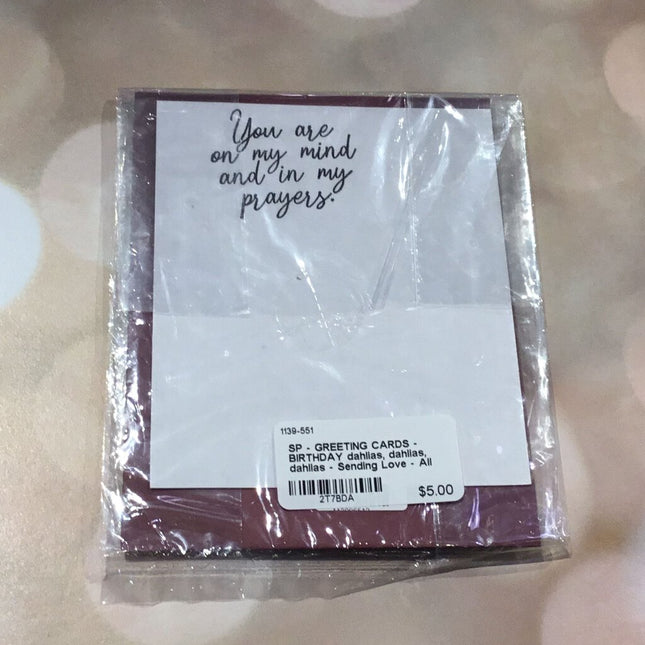 You are
on my mind
and in my
prayers.
1139-551
SP - GREETING CARDS -
BIRTHDAY dahlias, dahlias,
dahlias - Sending Love - All
2T7BDA
$5.00